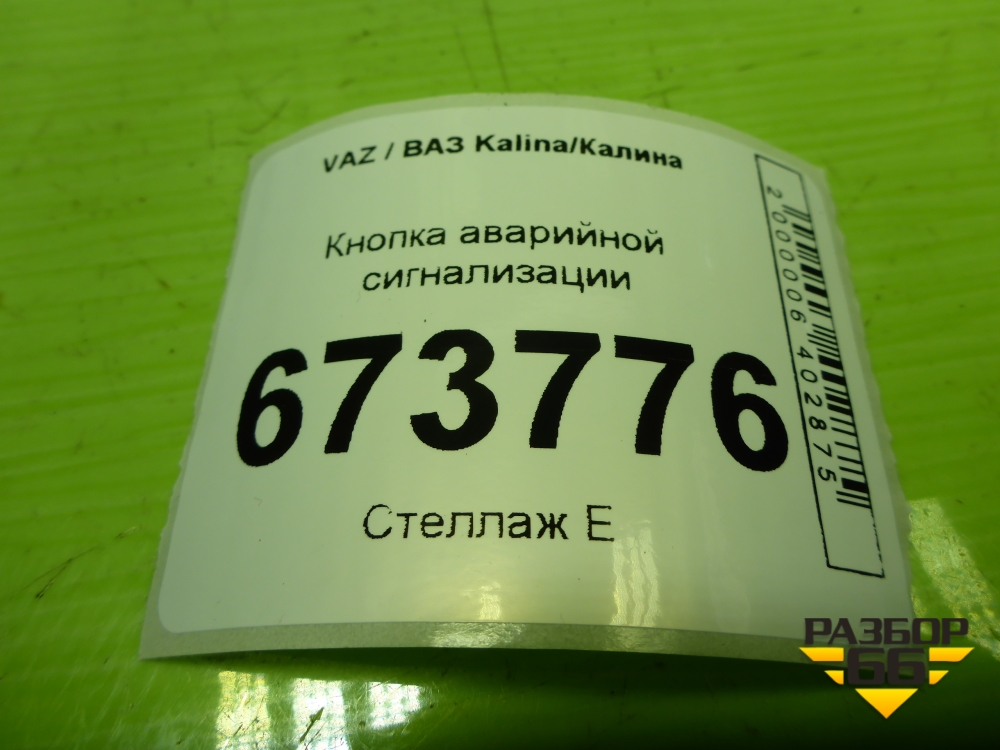 VAZ / ВАЗ Kalina/Калина
Кнопка аварийной
сигнализации
673776
Стеллаж Е
2000006402875
РАЗБОР
66